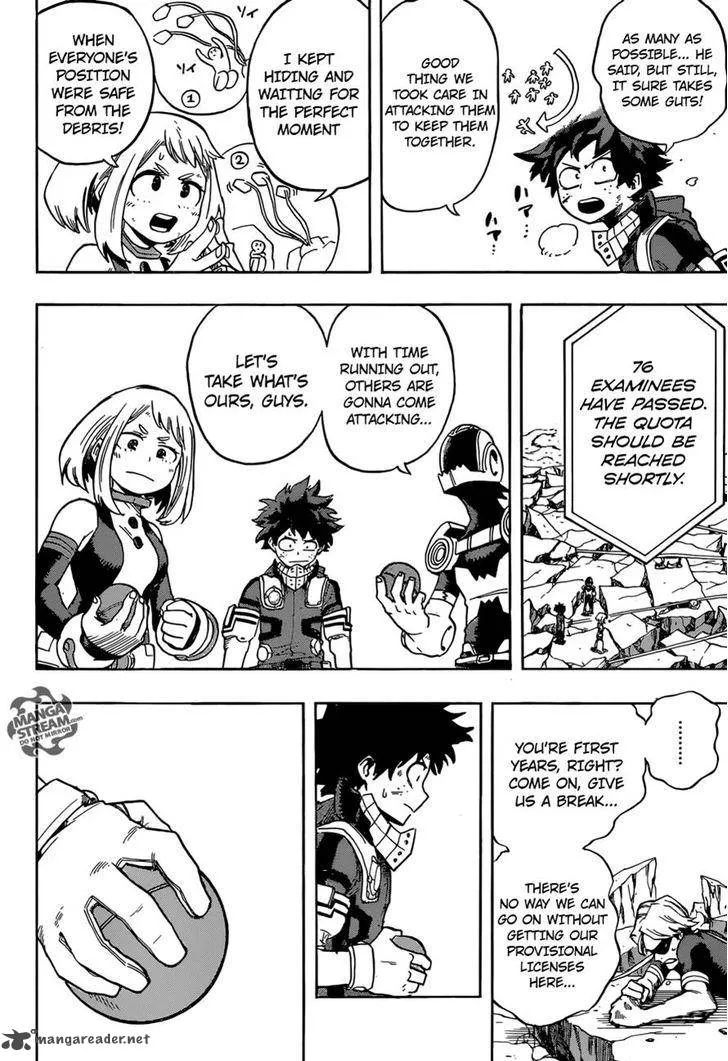 AS MANY AS
POSSIBLE... HE
SAID, BUT STILL,
IT SURE TAKES
SOME GUTS!
GOOD
THING WE
TOOK CARE IN
ATTACKING THEM
TO KEEP THEM
TOGETHER.
I KEPT
HIDING AND
WAITING FOR
THE PERFECT
MOMENT
WHEN
EVERYONE'S
POSITION
WERE SAFE
FROM THE
DEBRIS!
①
②
76
EXAMINEES
HAVE PASSED.
THE QUOTA
SHOULD BE
REACHED
SHORTLY.
WITH TIME
RUNNING OUT,
OTHERS ARE
GONNA COME
ATTACKING...
LET'S
TAKE WHAT'S
OURS, GUYS.
.......
YOU'RE FIRST
YEARS, RIGHT?
COME ON, GIVE
US A BREAK...
THERE'S
NO WAY WE CAN
GO ON WITHOUT
GETTING OUR
PROVISIONAL
LICENSES HERE...
MANGA
STREAM.com
DO NOT MIRROR!
mangareader.net